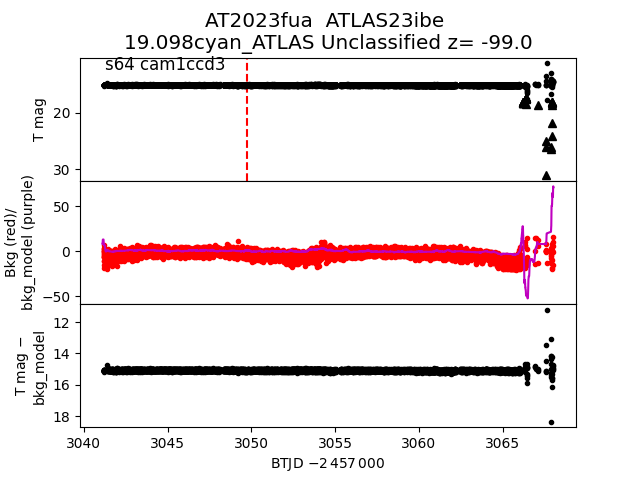 AT2023fua  ATLAS23ibe
19.098cyan_ATLAS Unclassified z= -99.0
s64 cam1ccd3
20
30
T mag
50
0
−50
Bkg (red)/
bkg_model (purple)
12
14
16
18
T mag −
bkg_model
3040
3045
3050
3055
3060
3065
BTJD −2 457 000